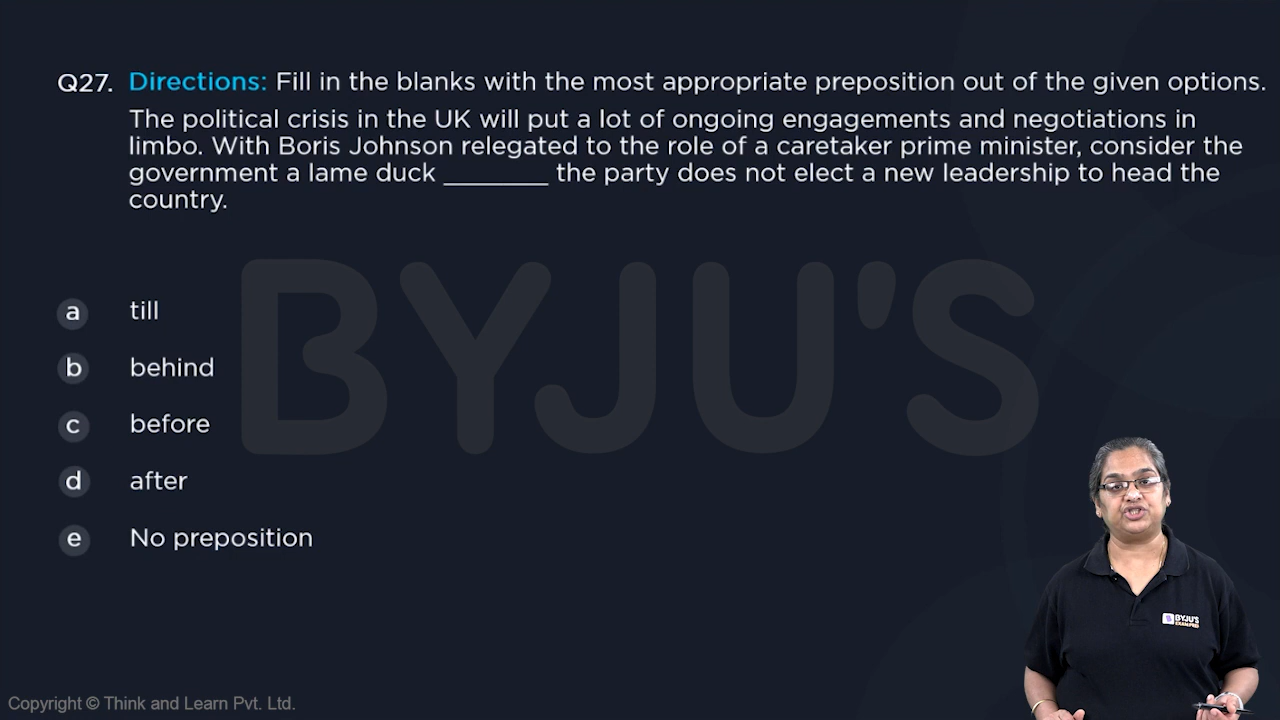 Q27. Directions: Fill in the blanks with the most appropriate preposition out of the given options.
The political crisis in the UK will put a lot of ongoing engagements and negotiations in
limbo. With Boris Johnson relegated to the role of a caretaker prime minister, consider the
government a lame duck ________ the party does not elect a new leadership to head the
country.
BYJU'S
a till
b behind
c before
d after
e No preposition
BYJU'S
EXAM PREP
Copyright © Think and Learn Pvt. Ltd.